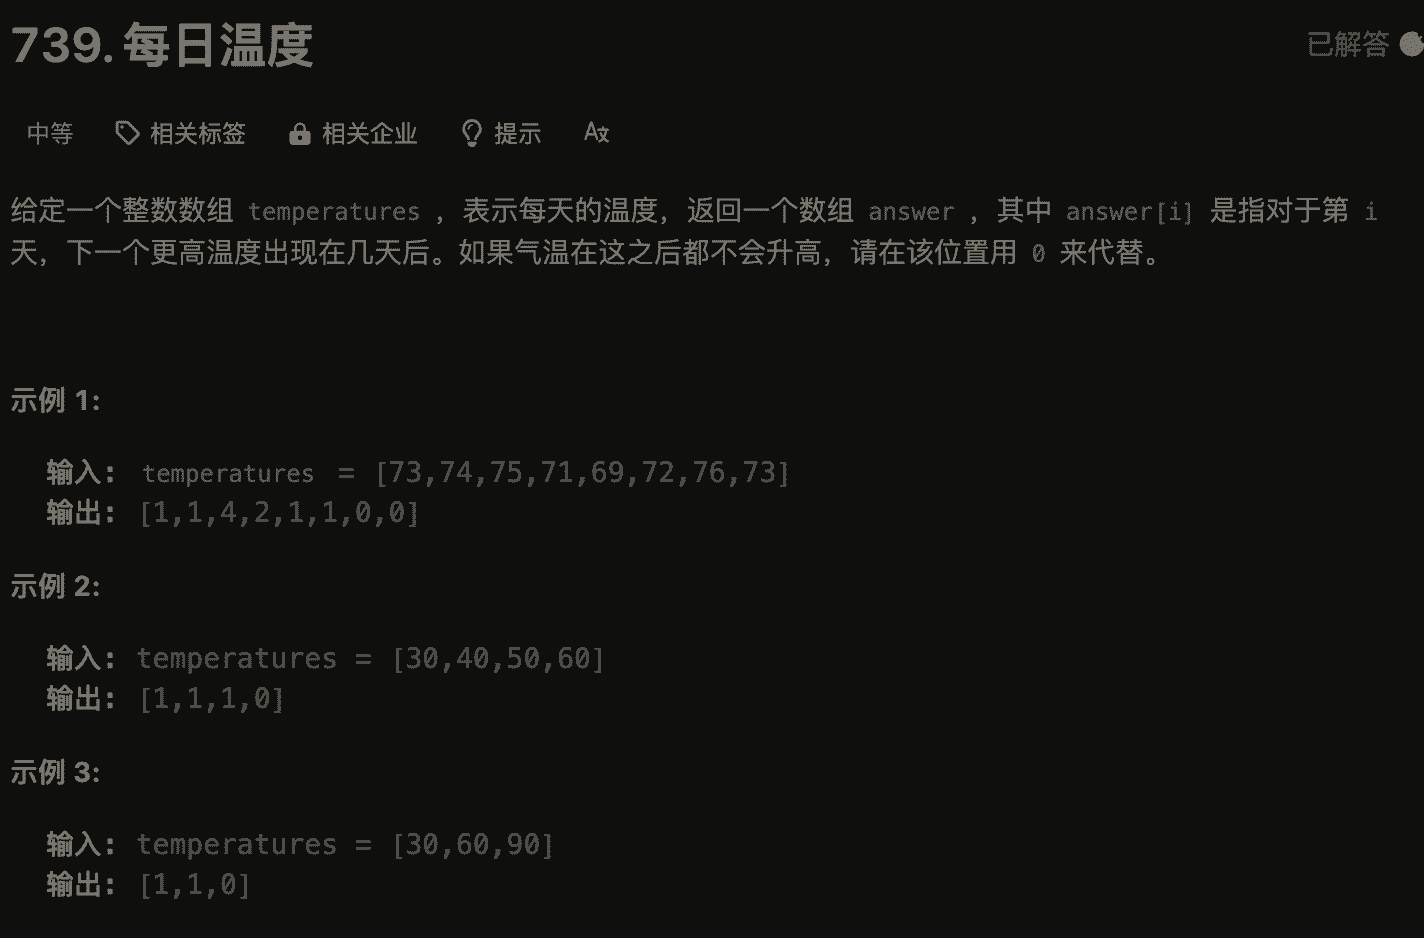 739. 每日温度
已解答
中等 相关标签 相关企业 提示
给定一个整数数组 temperatures ，表示每天的温度，返回一个数组 answer ，其中 answer[i] 是指对于第 i
天，下一个更高温度出现在几天后。如果气温在这之后都不会升高，请在该位置用 0 来代替。
示例 1:
输入: temperatures = [73,74,75,71,69,72,76,73]
输出: [1,1,4,2,1,1,0,0]
示例 2:
输入: temperatures = [30,40,50,60]
输出: [1,1,1,0]
示例 3:
输入: temperatures = [30,60,90]
输出: [1,1,0]